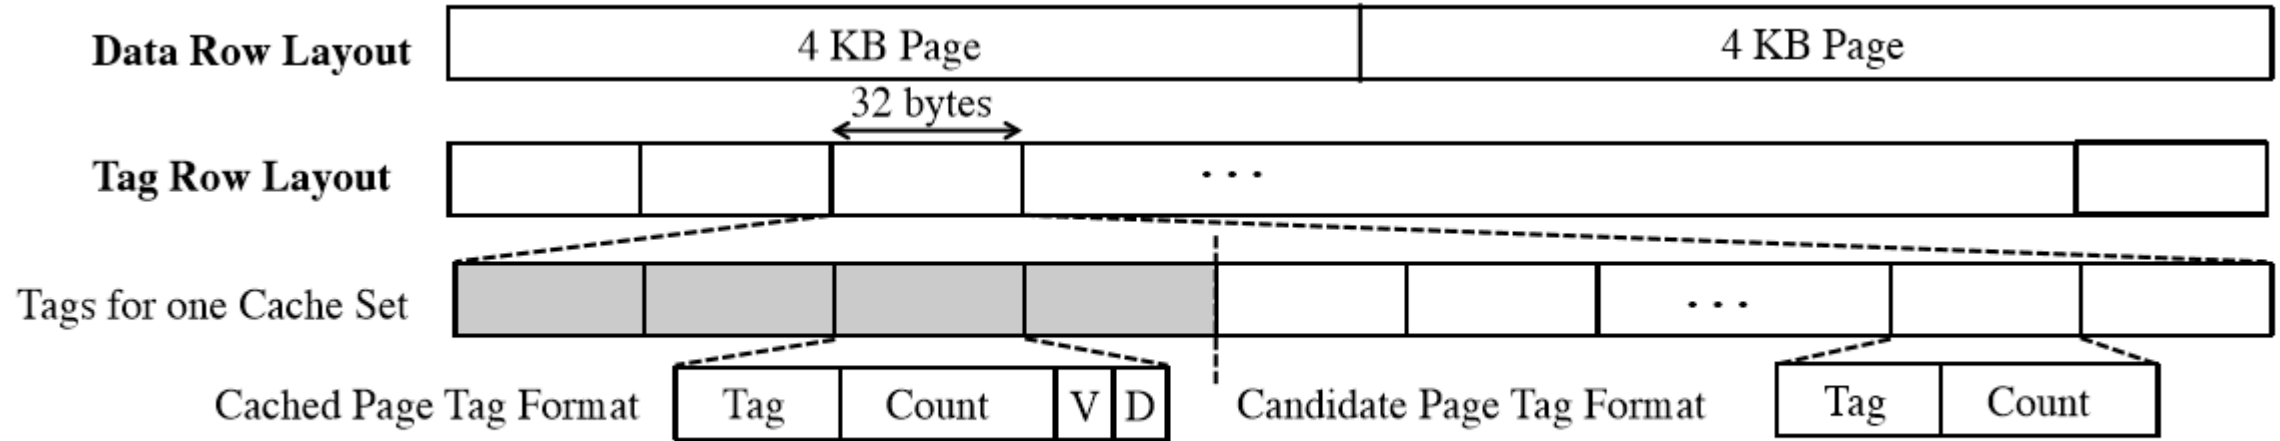 Data Row Layout 4 KB Page 4 KB Page
32 bytes
Tag Row Layout ...
Tags for one Cache Set ...
Cached Page Tag Format Tag Count V D Candidate Page Tag Format Tag Count